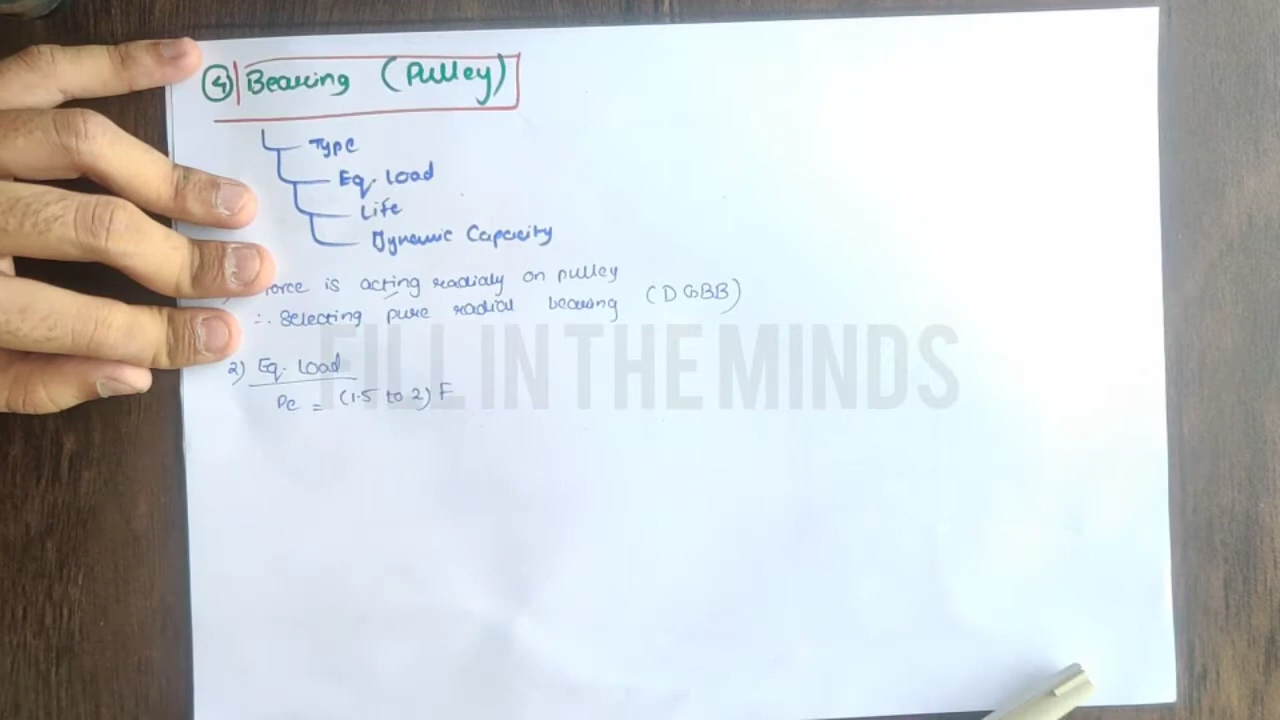 4 Bearing (Pulley)
Type
Eq. load
Life
Dynamic Capacity
force is acting radialy on pulley
∴ Selecting pure radial bearing (DGBB)
2) Eq. load
Pe = (1.5 to 2) F
FILL IN THE MINDS